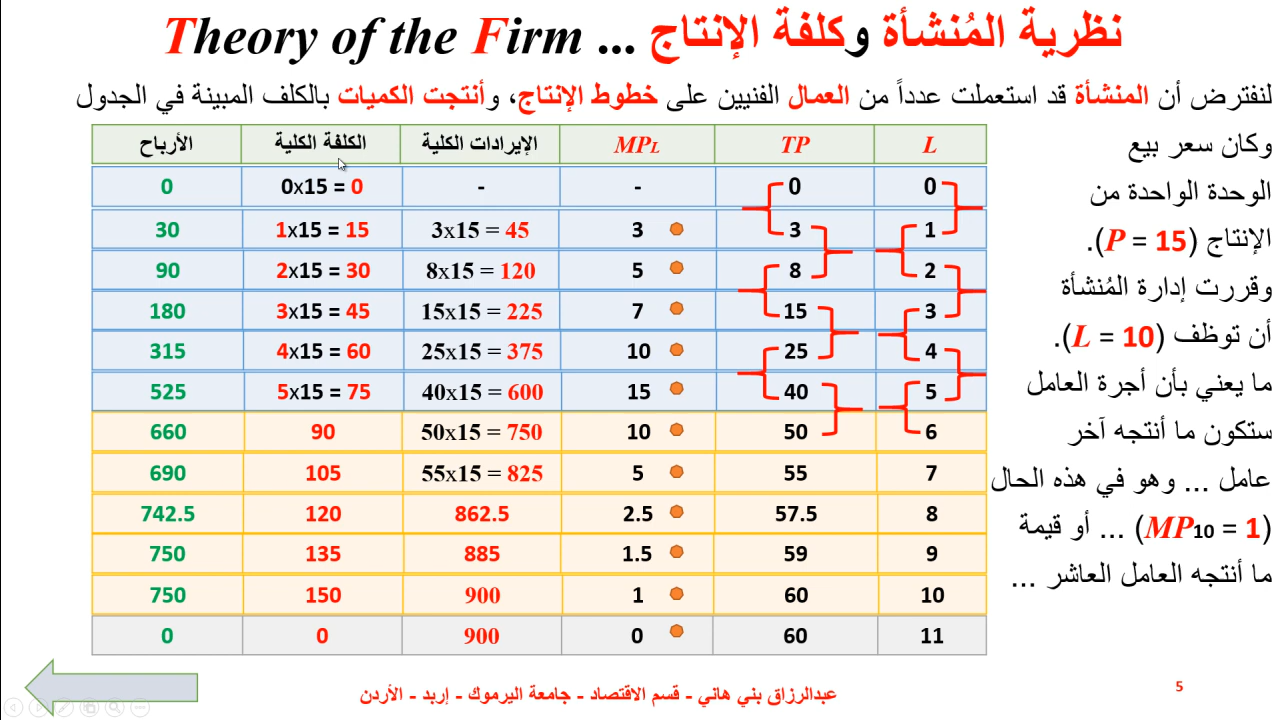 نظرية المُنشأة وكلفة الإنتاج ... Theory of the Firm
لنفترض أن المنشأة قد استعملت عدداً من العمال الفنيين على خطوط الإنتاج، وأنتجت الكميات بالكلف المبينة في الجدول
وكان سعر بيع
الوحدة الواحدة من
الإنتاج (P = 15).
وقررت إدارة المُنشأة
أن توظف (L = 10).
ما يعني بأن أجرة العامل
ستكون ما أنتجه آخر
عامل ... وهو في هذه الحال
(MP10 = 1) ... أو قيمة
ما أنتجه العامل العاشر ...
L TP MPL الإيرادات الكلية الكلفة الكلية الأرباح
0 0 - - 0x15 = 0 0
1 3 3 3x15 = 45 1x15 = 15 30
2 8 5 8x15 = 120 2x15 = 30 90
3 15 7 15x15 = 225 3x15 = 45 180
4 25 10 25x15 = 375 4x15 = 60 315
5 40 15 40x15 = 600 5x15 = 75 525
6 50 10 50x15 = 750 90 660
7 55 5 55x15 = 825 105 690
8 57.5 2.5 862.5 120 742.5
9 59 1.5 885 135 750
10 60 1 900 150 750
11 60 0 900 0 0
عبدالرزاق بني هاني - قسم الاقتصاد - جامعة اليرموك - إربد - الأردن
5